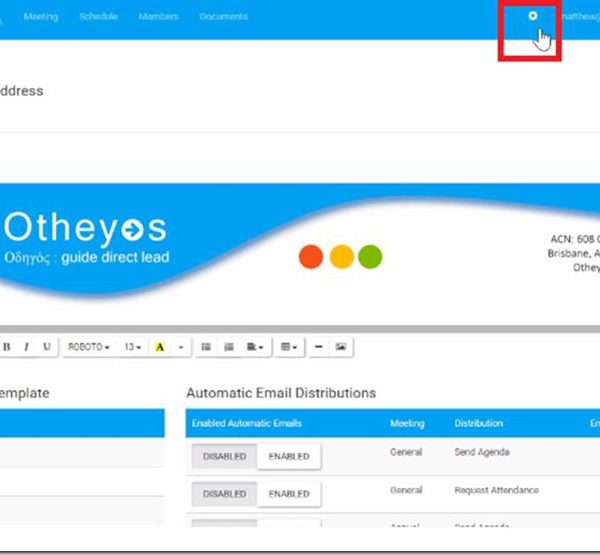 Meeting Schedule Members Documents matthew@
ddress
Otheyos
Οδηγός : guide direct lead
ACN: 608
Brisbane, A
Othey
B I U ROBOTO 13 A
emplate
Automatic Email Distributions
Enabled Automatic Emails Meeting Distribution En
DISABLED ENABLED General Send Agenda
DISABLED ENABLED General Request Attendance
Annual Send Agenda